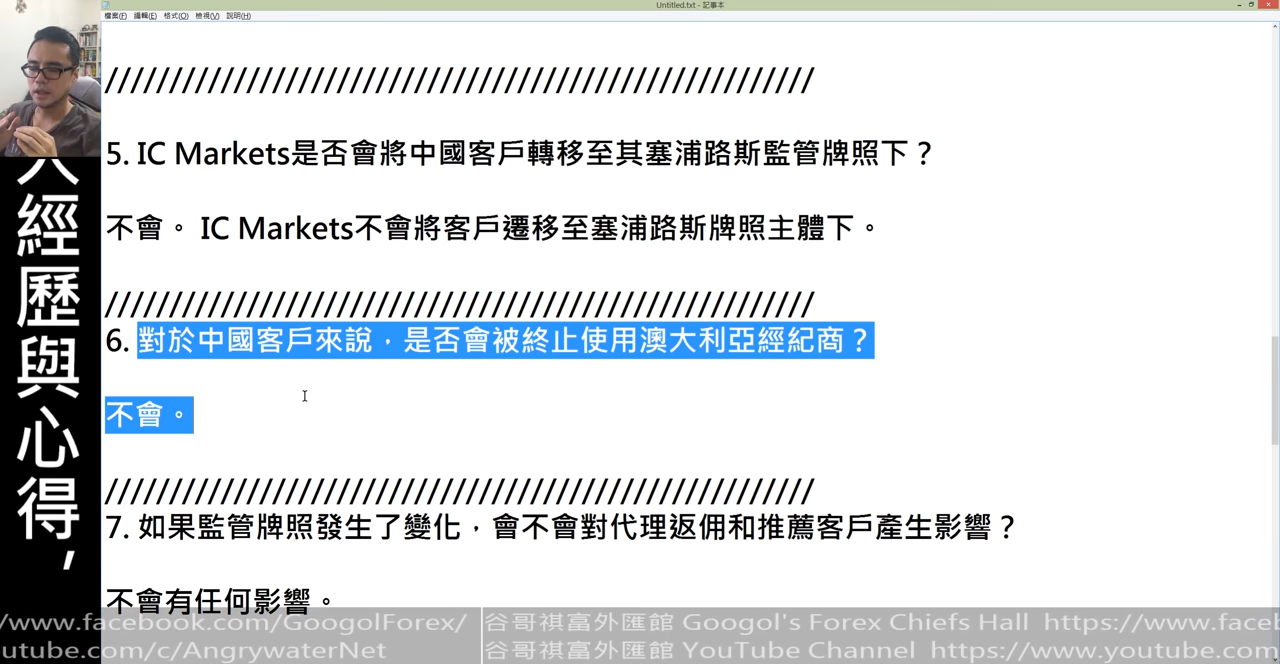 Untitled.txt - 記事本
檔案(F) 編輯(E) 格式(O) 檢視(V) 說明(H)
////////////////////////////////////////////////////////
5. IC Markets是否會將中國客戶轉移至其塞浦路斯監管牌照下？
不會。 IC Markets不會將客戶遷移至塞浦路斯牌照主體下。
////////////////////////////////////////////////////////
6. 對於中國客戶來說，是否會被終止使用澳大利亞經紀商？
不會。
////////////////////////////////////////////////////////
7. 如果監管牌照發生了變化，會不會對代理返佣和推薦客戶產生影響？
不會有任何影響。
人經歷與心得，
/www.facebook.com/GoogolForex/ 谷哥祺富外匯館 Googol's Forex Chiefs Hall https://www.faceb
utube.com/c/AngrywaterNet 谷哥祺富外匯館 YouTube Channel https://www.youtube.com